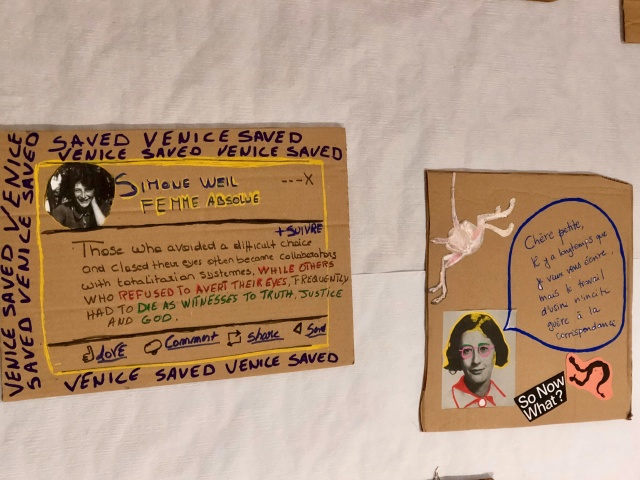 SAVED VENICE SAVED
VENICE SAVED VENICE SAVED
VENICE SAVED VENICE
SAVED VENICE SAVED
SIMONE WEIL ---X
FEMME ABSOLUE
+SUIVRE
Those who avoided a difficult choice
and closed their eyes often became collaborators
with totalitarian systemes, WHILE OTHERS
WHO REFUSED TO AVERT THEIR EYES, FREQUENTLY
HAD TO DIE AS WITNESSES TO TRUTH, JUSTICE
AND GOD.
LOVE Comment share Send
VENICE SAVED VENICE SAVED
Chère petite,
Il y a longtemps que
je veux vous écrire,
mais le travail
d'usine n'incite
guère à la
correspondance
So Now
What?